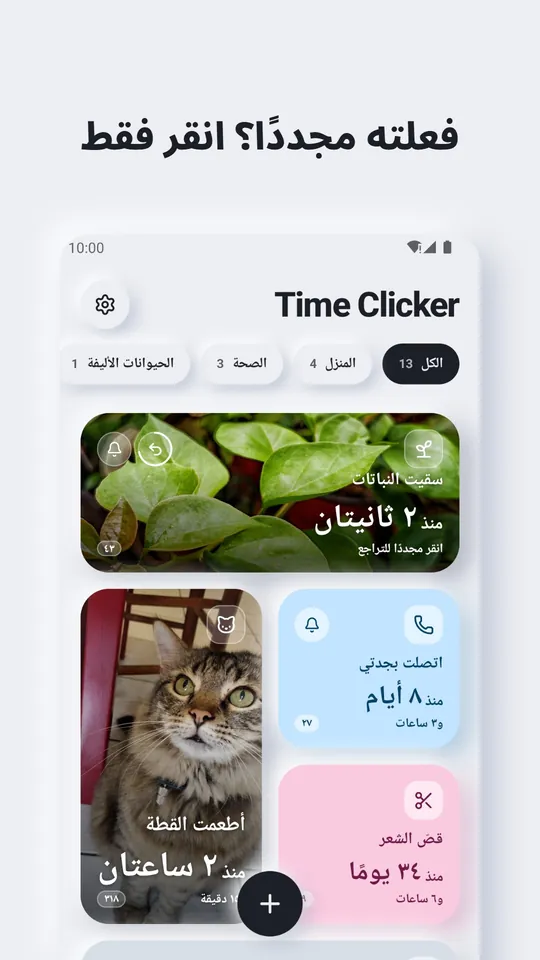 فعلته مجددًا؟ انقر فقط
10:00
Time Clicker
الكل 13
المنزل 4
الصحة 3
الحيوانات الأليفة 1
سقيت النباتات
منذ ٢ ثانيتان
انقر مجددًا للتراجع
٤٣
اتصلت بجدتي
منذ ٨ أيام
و٣ ساعات
٢٧
أطعمت القطة
منذ ٢ ساعتان
دقيقة
٣١٨
قصّ الشعر
منذ ٣٤ يومًا
و٦ ساعات